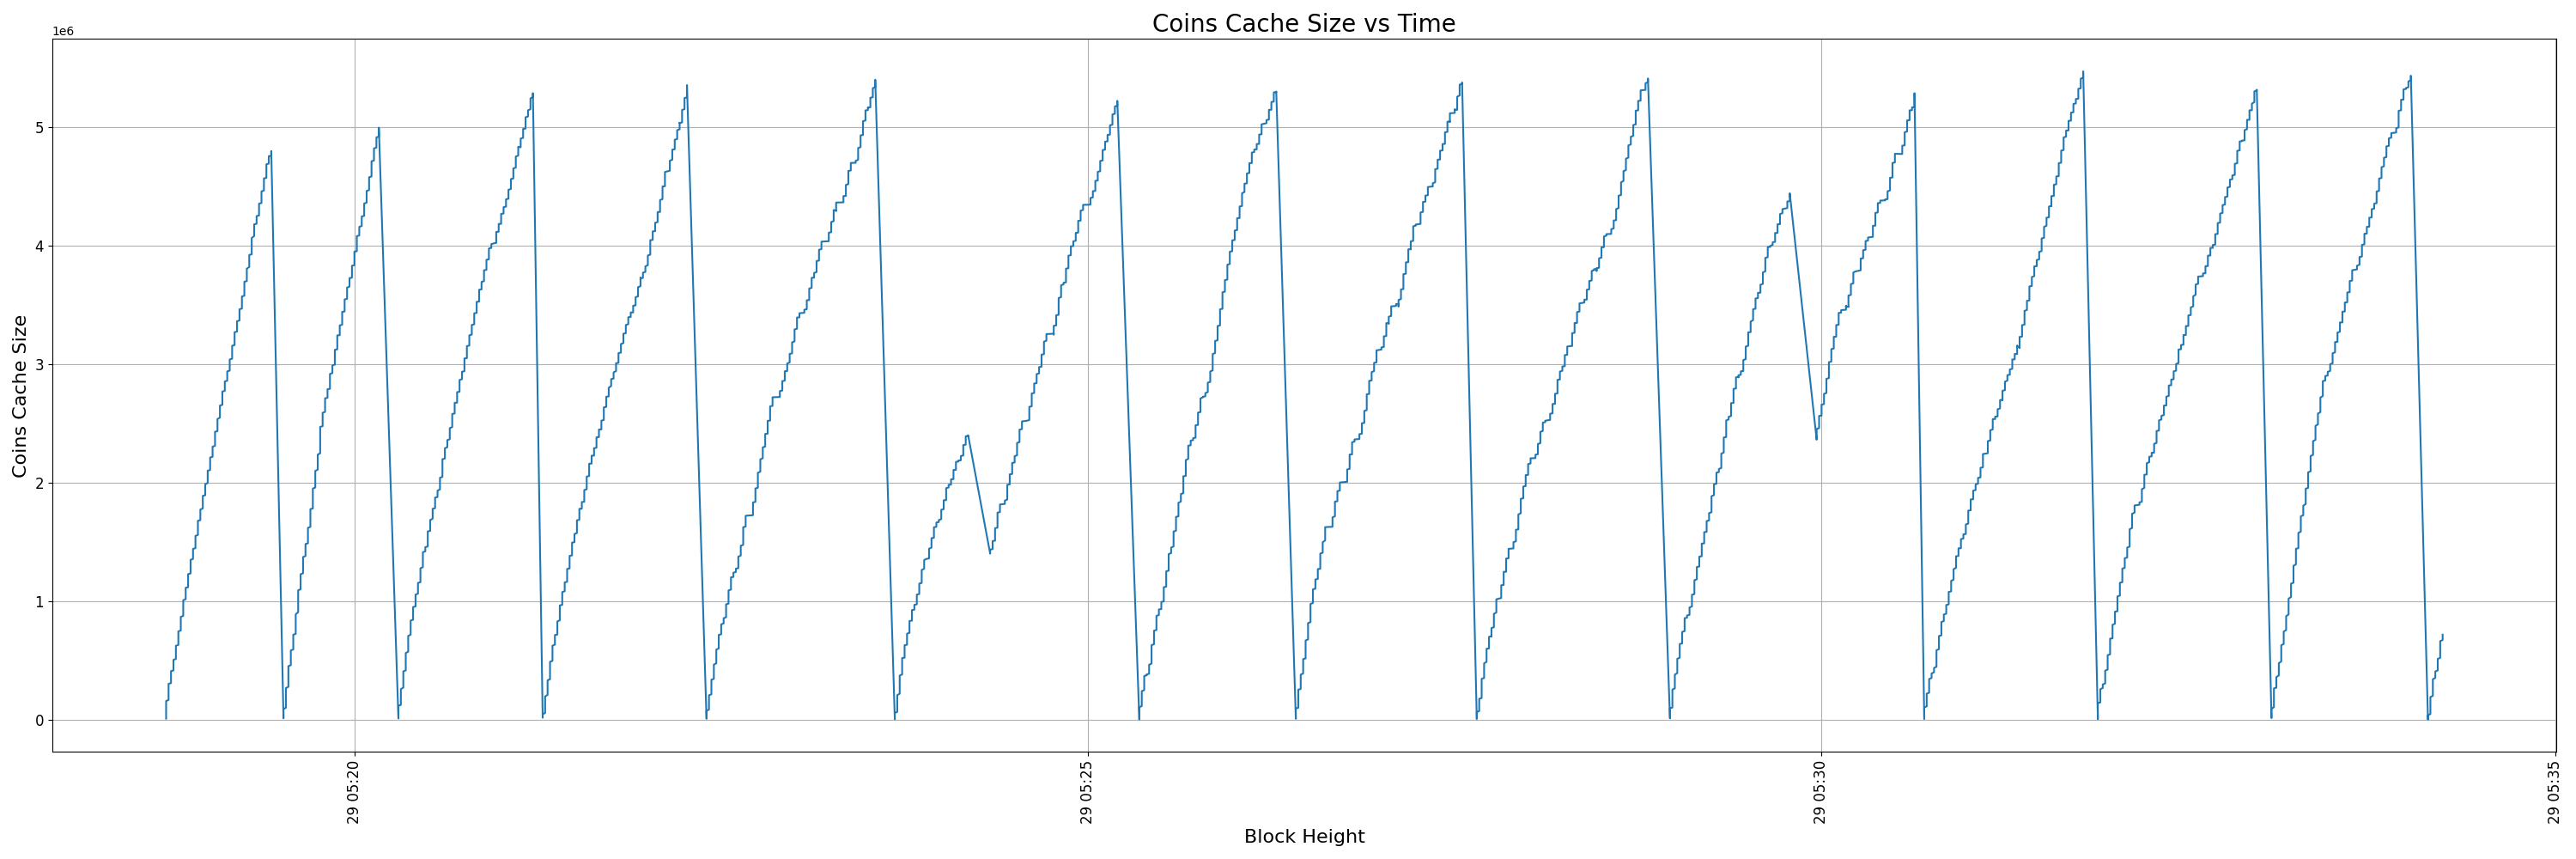 Coins Cache Size vs Time
1e6
5
4
3
2
1
0
Coins Cache Size
29 05:20
29 05:25
29 05:30
29 05:35
Block Height